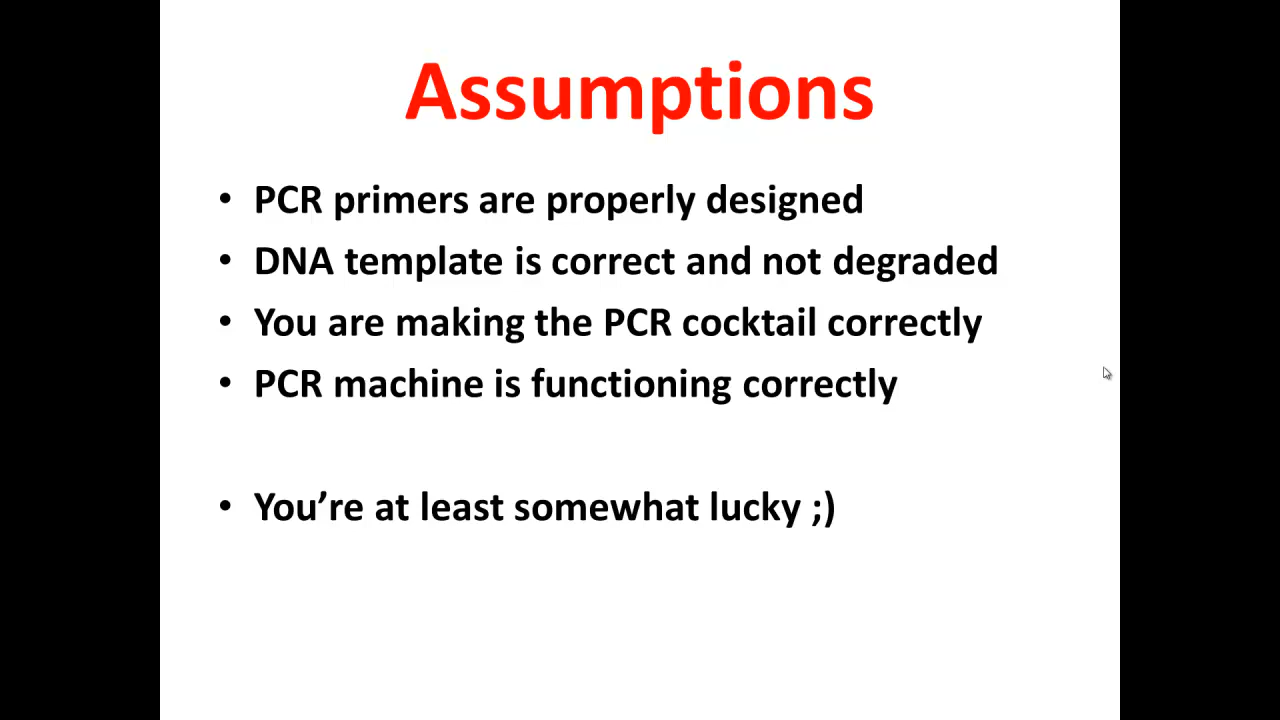 Assumptions
• PCR primers are properly designed
• DNA template is correct and not degraded
• You are making the PCR cocktail correctly
• PCR machine is functioning correctly
• You’re at least somewhat lucky ;)